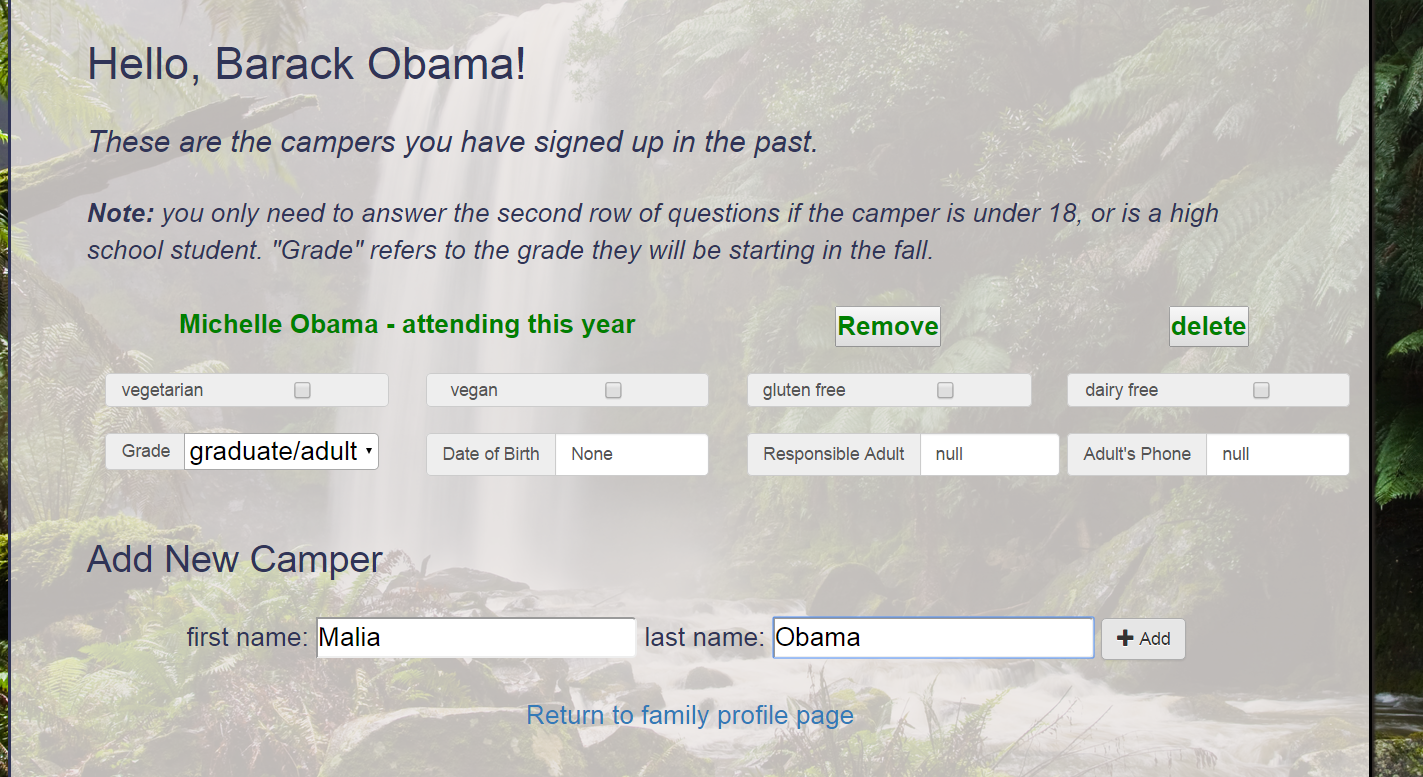 Hello, Barack Obama!
These are the campers you have signed up in the past.
Note: you only need to answer the second row of questions if the camper is under 18, or is a high
school student. "Grade" refers to the grade they will be starting in the fall.
Michelle Obama - attending this year Remove delete
vegetarian vegan gluten free dairy free
Grade graduate/adult Date of Birth None Responsible Adult null Adult's Phone null
Add New Camper
first name: Malia last name: Obama Add
Return to family profile page